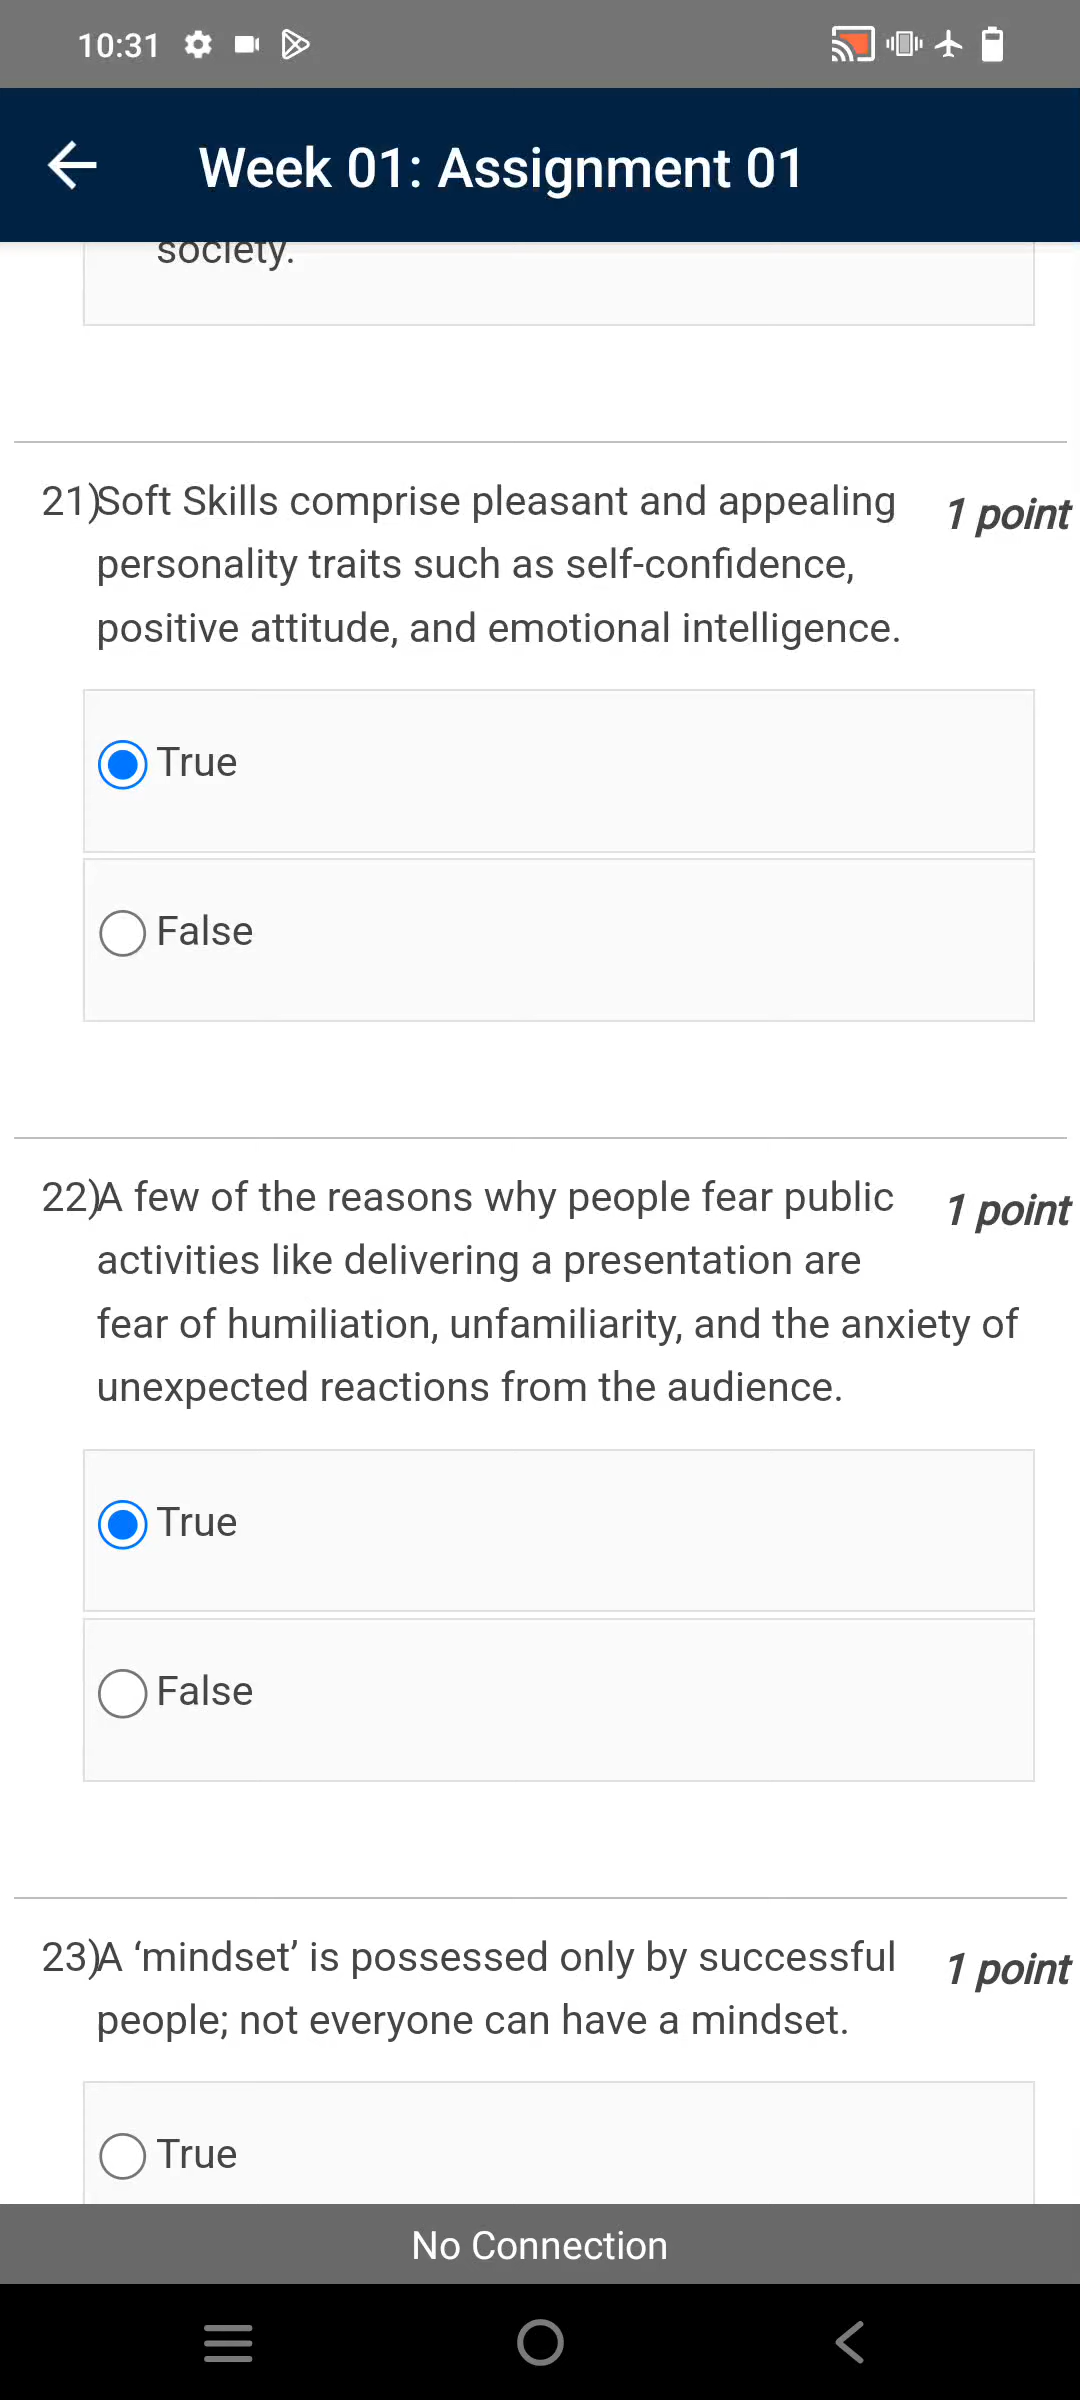 10:31
Week 01: Assignment 01
society.
21)Soft Skills comprise pleasant and appealing 1 point
personality traits such as self-confidence,
positive attitude, and emotional intelligence.
True
False
22)A few of the reasons why people fear public 1 point
activities like delivering a presentation are
fear of humiliation, unfamiliarity, and the anxiety of
unexpected reactions from the audience.
True
False
23)A ‘mindset’ is possessed only by successful 1 point
people; not everyone can have a mindset.
True
No Connection